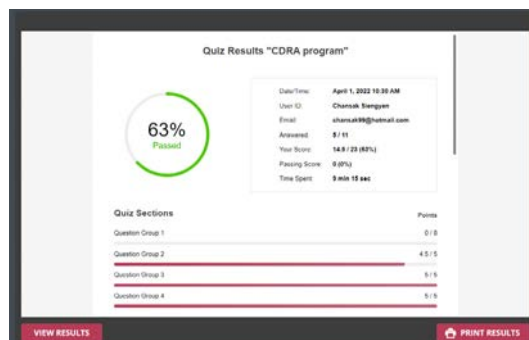 Quiz Results "CDRA program"
63%
Passed
Date/Time: April 1, 2022 10:30 AM
User ID: Chansak Siengyen
Email: chansak99@hotmail.com
Answered: 8 / 11
Your Score: 14.5 / 23 (63%)
Passing Score: 0 (0%)
Time Spent: 9 min 15 sec
Quiz Sections Points
Question Group 1 0 / 8
Question Group 2 4.5 / 5
Question Group 3 5 / 5
Question Group 4 5 / 5
VIEW RESULTS
PRINT RESULTS